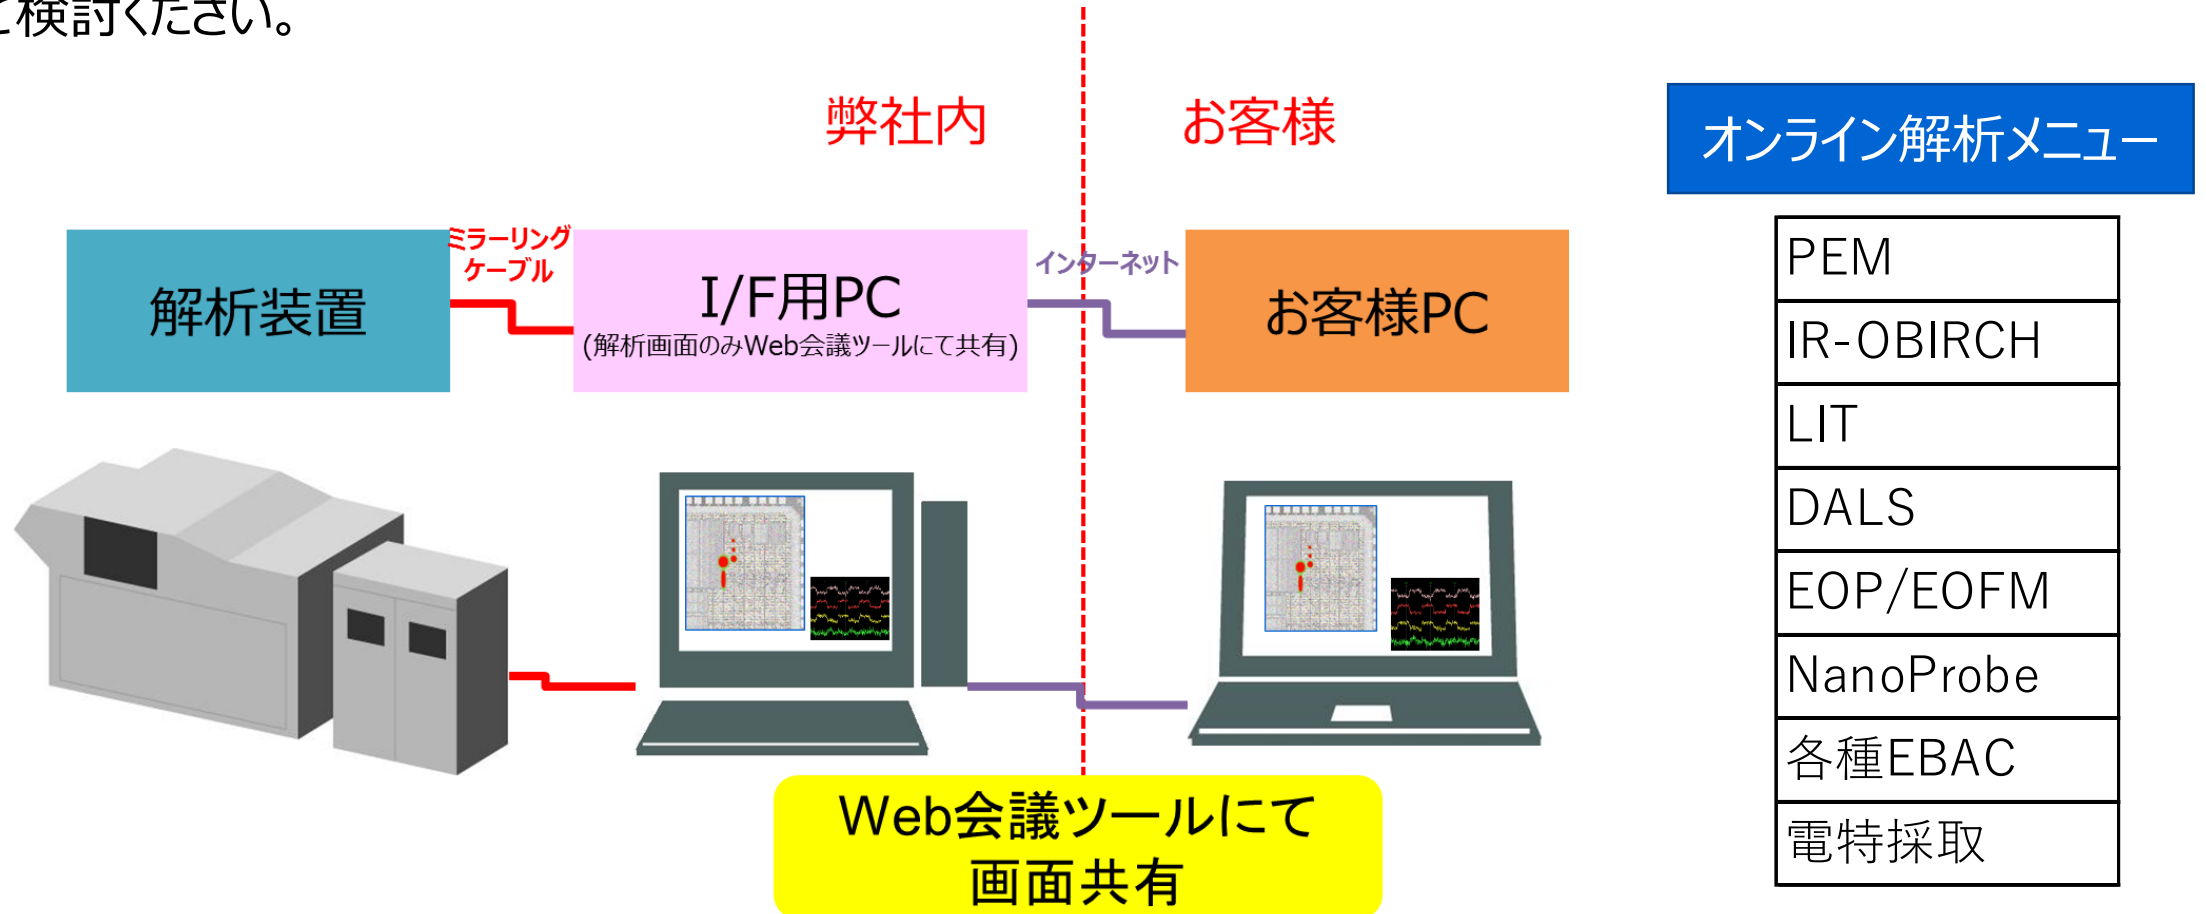 て検討ください。
弊社内
お客様
オンライン解析メニュー
ミラーリング
ケーブル
インターネット
解析装置
I/F用PC
(解析画面のみWeb会議ツールにて共有)
お客様PC
PEM
IR-OBIRCH
LIT
DALS
EOP/EOFM
NanoProbe
各種EBAC
電特採取
Web会議ツールにて
画面共有